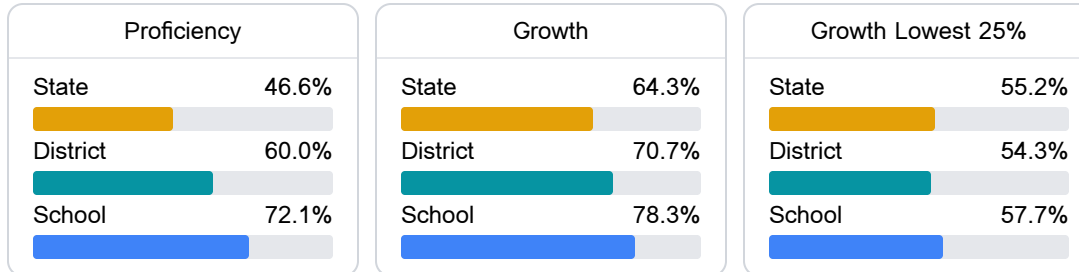 Proficiency
State 46.6%
District 60.0%
School 72.1%
Growth
State 64.3%
District 70.7%
School 78.3%
Growth Lowest 25%
State 55.2%
District 54.3%
School 57.7%